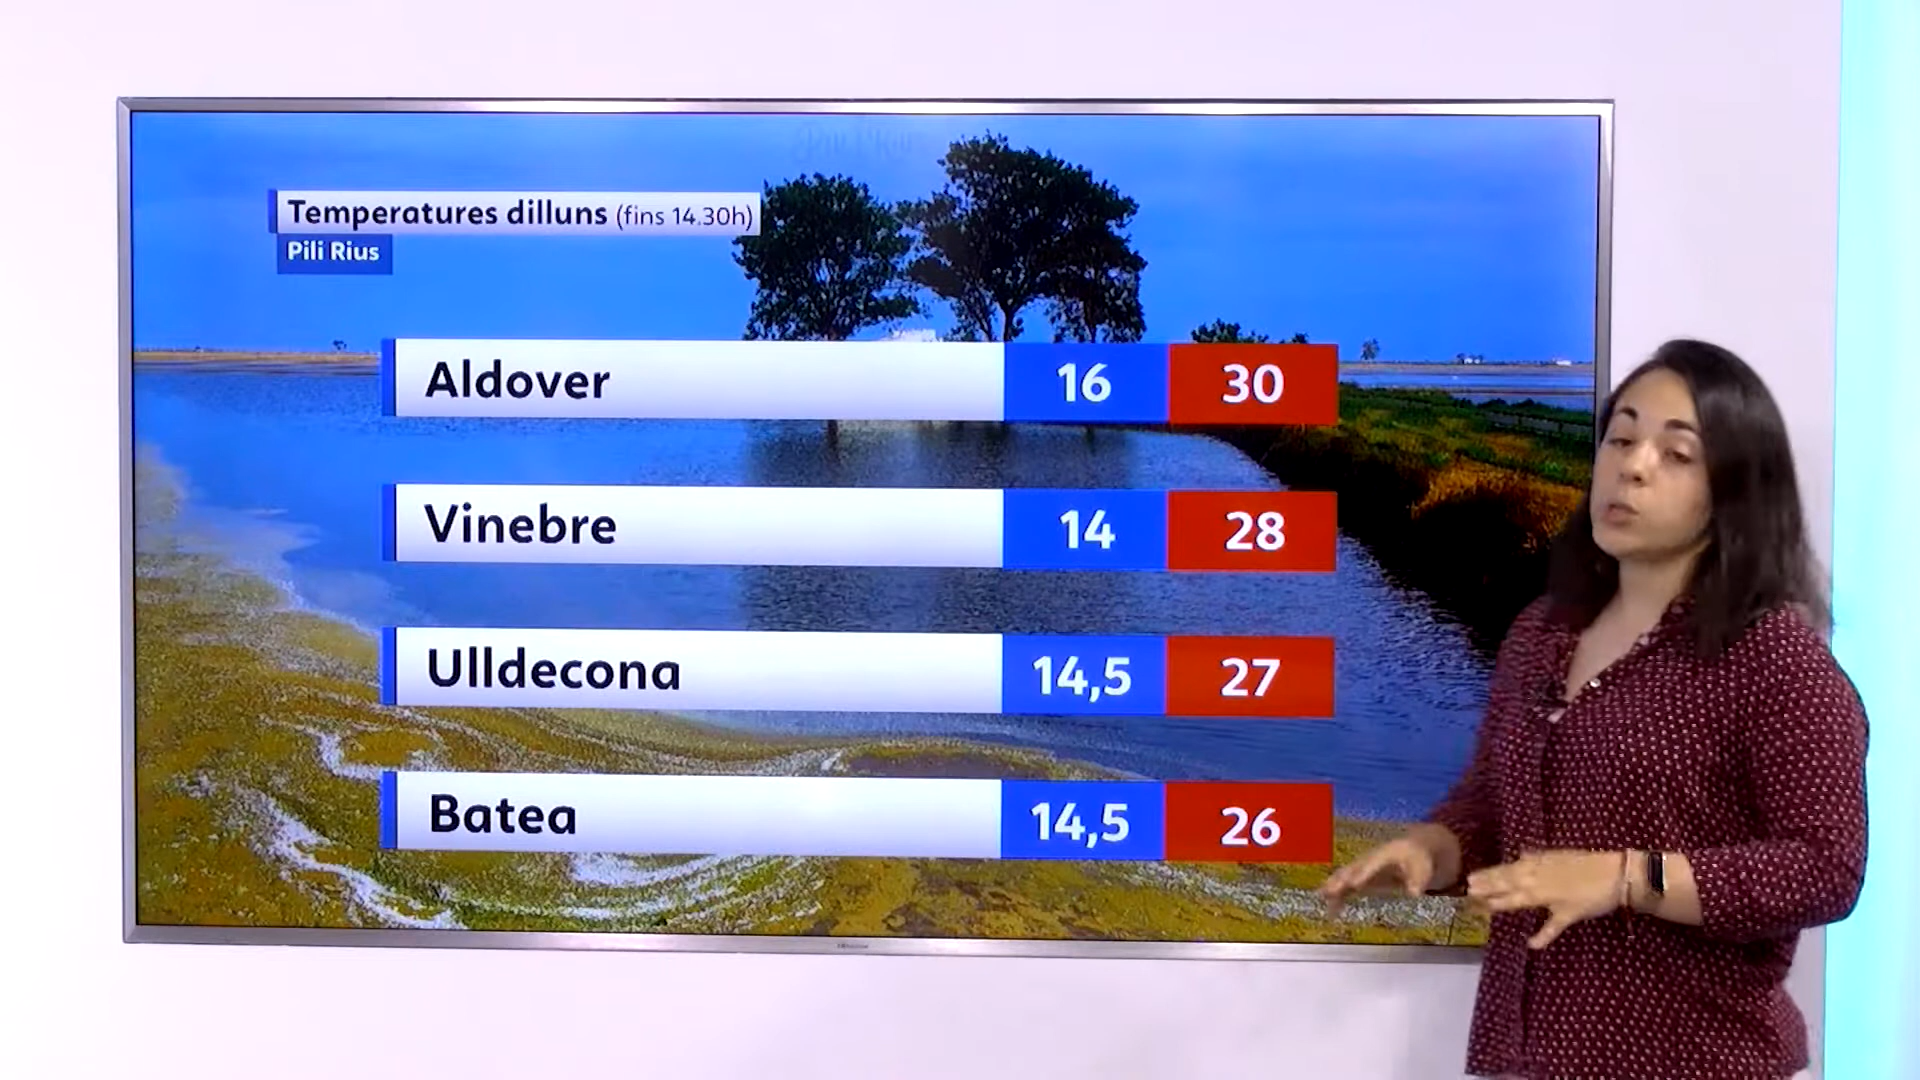 Temperatures dilluns (fins 14.30h)
Pili Rius
Aldover 16 30
Vinebre 14 28
Ulldecona 14,5 27
Batea 14,5 26